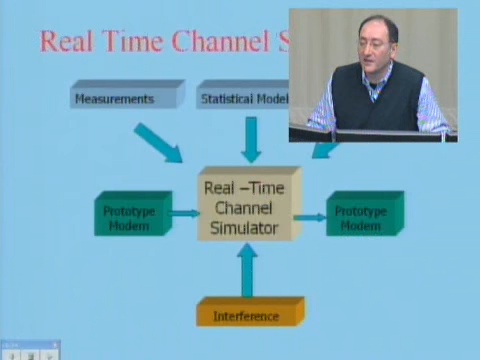 Real Time Channel S
Measurements
Statistical Model
Real –Time
Channel
Simulator
Prototype
Modem
Prototype
Modem
Interference